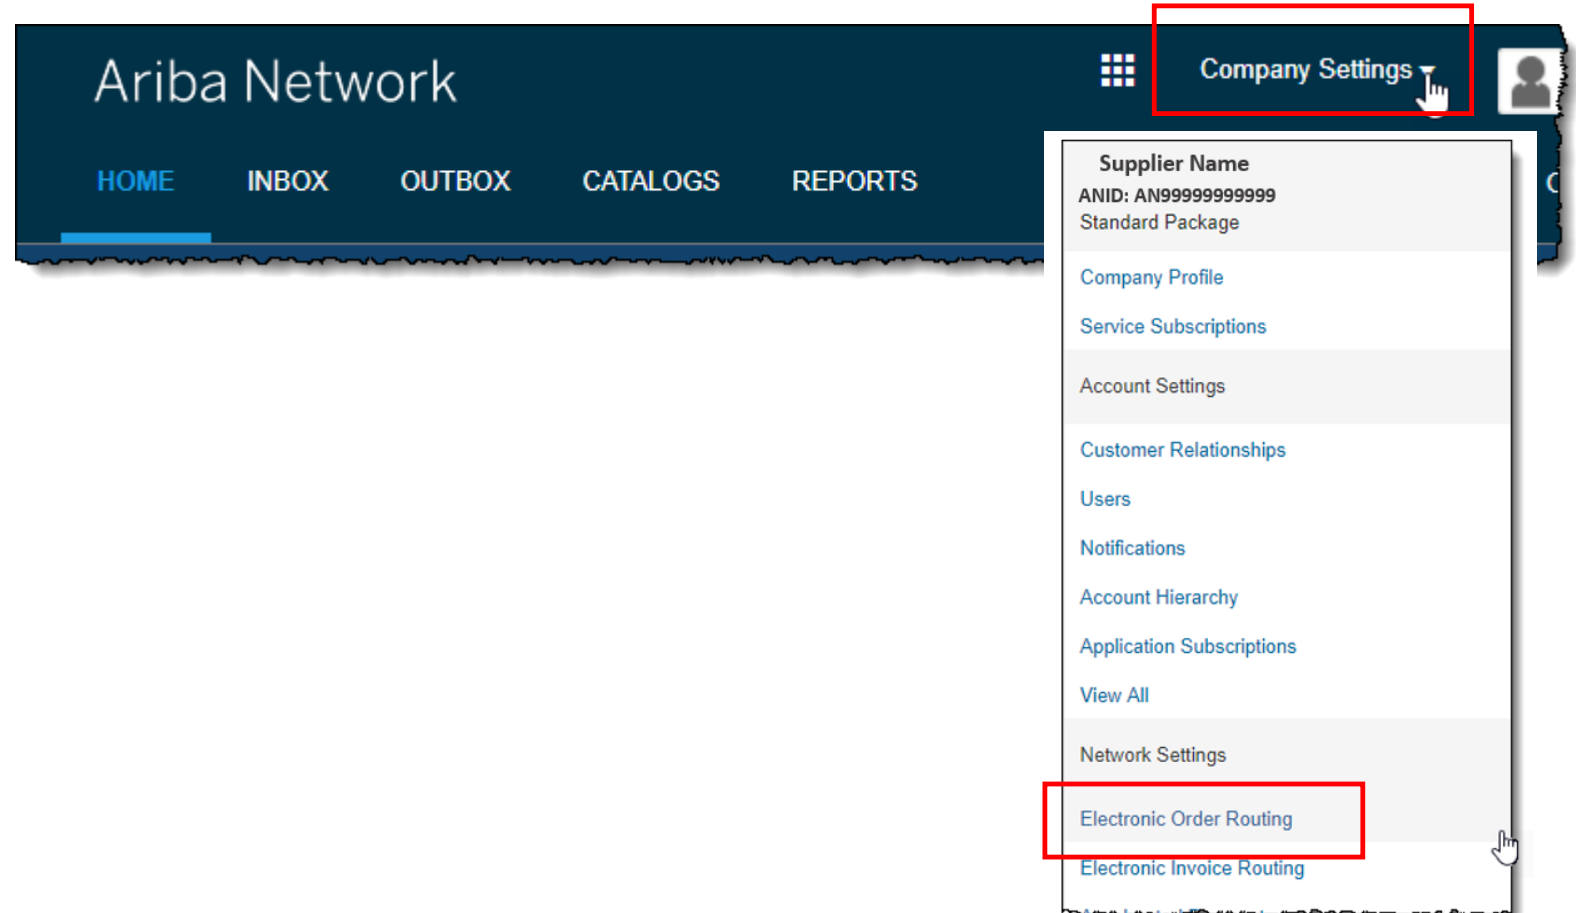 Ariba Network
Company Settings
HOME INBOX OUTBOX CATALOGS REPORTS
Supplier Name
ANID: AN99999999999
Standard Package
Company Profile
Service Subscriptions
Account Settings
Customer Relationships
Users
Notifications
Account Hierarchy
Application Subscriptions
View All
Network Settings
Electronic Order Routing
Electronic Invoice Routing